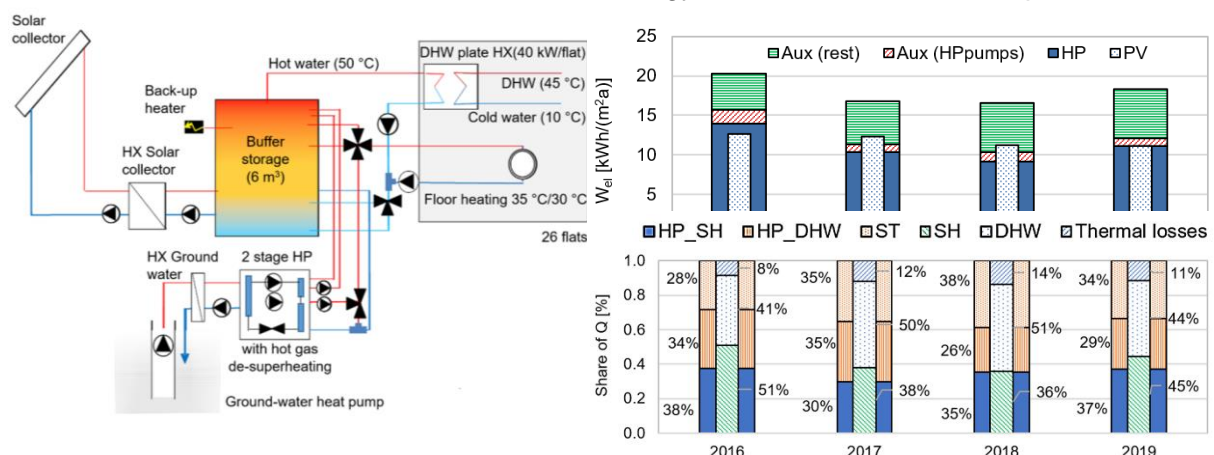 Solar
collector
Back-up
heater
HX Solar
collector
Hot water (50 °C)
Buffer
storage
(6 m³)
DHW plate HX(40 kW/flat)
DHW (45 °C)
Cold water (10 °C)
Floor heating 35 °C/30 °C
26 flats
HX Ground
water
2 stage HP
with hot gas
de-superheating
Ground-water heat pump
Wel [kWh/(m²a)]
25
20
15
10
5
Aux (rest)
Aux (HPpumps)
HP
PV
HP_SH
HP_DHW
ST
SH
DHW
Thermal losses
Share of Q [%]
1.0
0.8
0.6
0.4
0.2
0.0
28%
34%
38%
8%
41%
51%
35%
35%
30%
12%
50%
38%
38%
26%
35%
14%
51%
36%
34%
29%
37%
11%
44%
45%
2016
2017
2018
2019